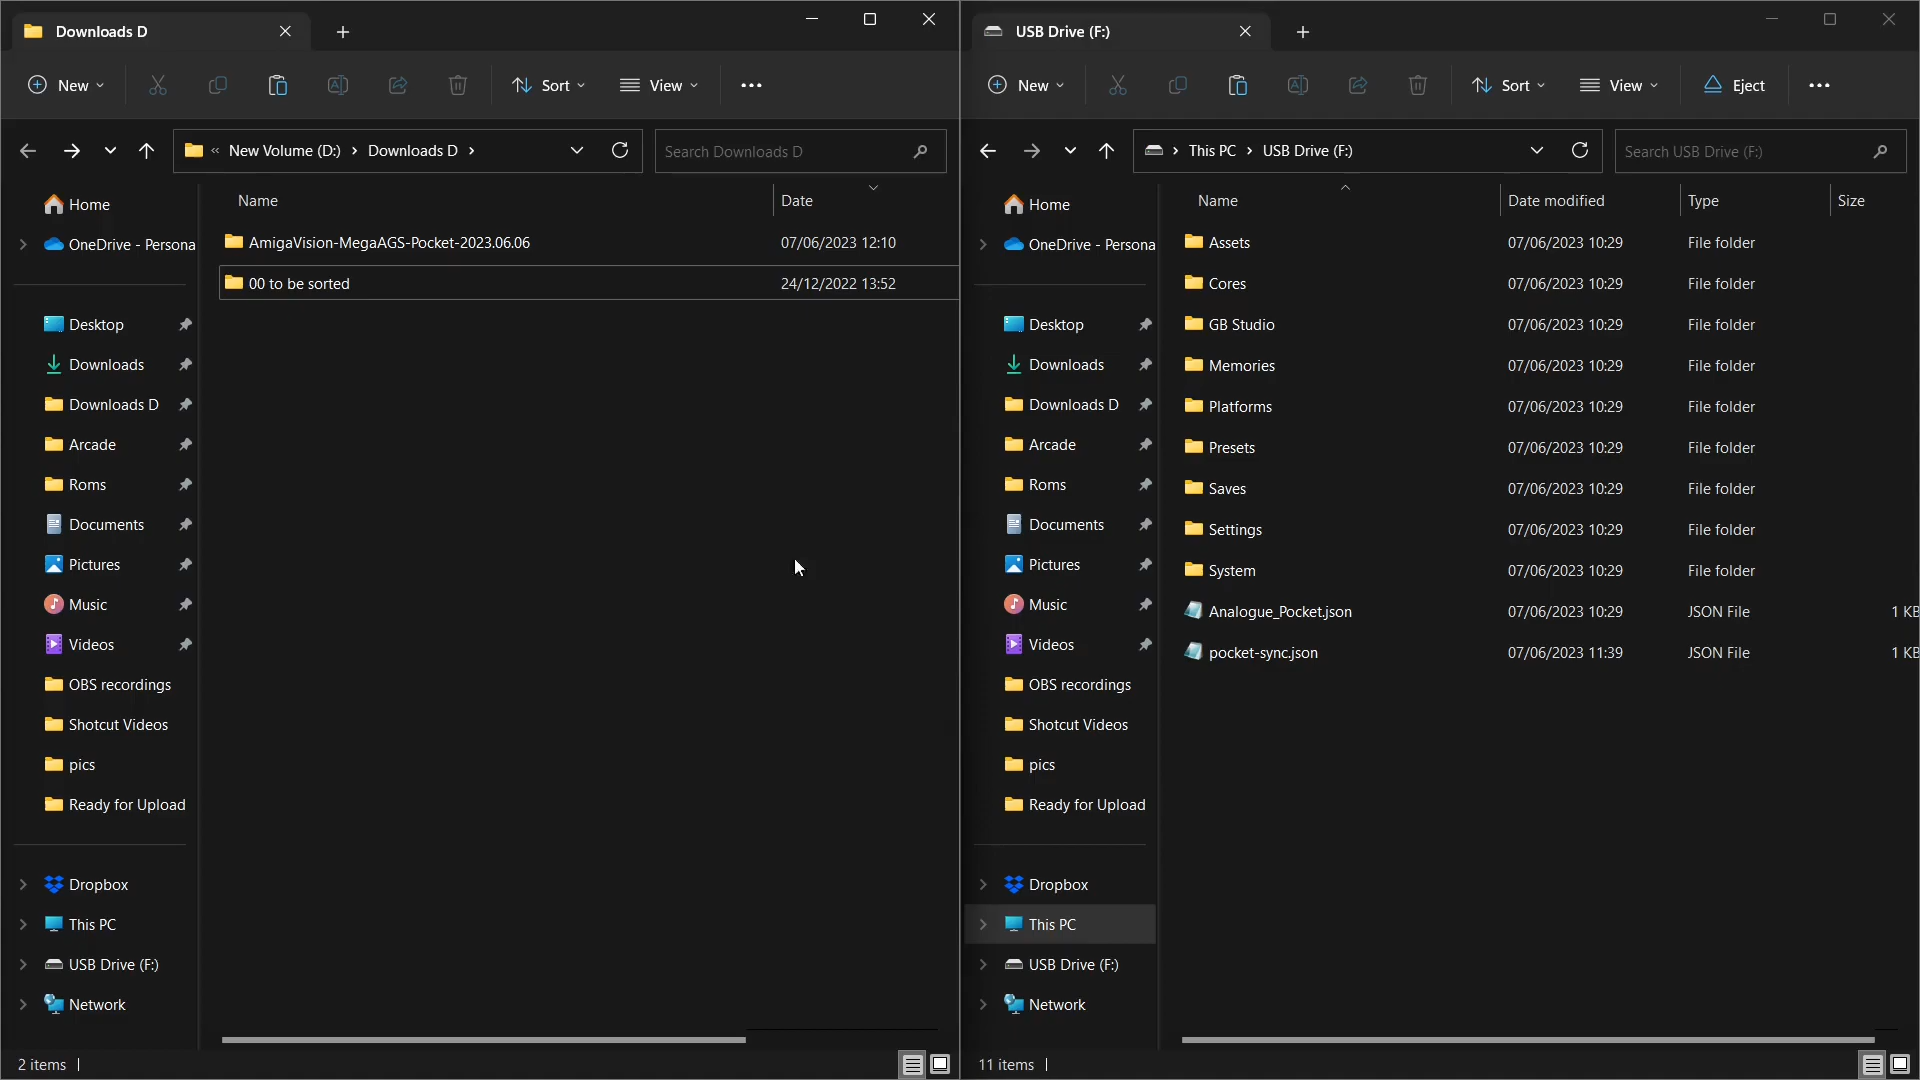 Downloads D
New
Sort
View
New Volume (D:)
Downloads D
Search Downloads D
Home
OneDrive - Persona
Desktop
Downloads
Downloads D
Arcade
Roms
Documents
Pictures
Music
Videos
OBS recordings
Shotcut Videos
pics
Ready for Upload
Dropbox
This PC
USB Drive (F:)
Network
Name
Date
AmigaVision-MegaAGS-Pocket-2023.06.06
07/06/2023 12:10
00 to be sorted
24/12/2022 13:52
2 items
USB Drive (F:)
New
Sort
View
Eject
This PC
USB Drive (F:)
Search USB Drive (F:)
Home
OneDrive - Persona
Desktop
Downloads
Downloads D
Arcade
Roms
Documents
Pictures
Music
Videos
OBS recordings
Shotcut Videos
pics
Ready for Upload
Dropbox
This PC
USB Drive (F:)
Network
Name Date modified Type Size
Assets 07/06/2023 10:29 File folder
Cores 07/06/2023 10:29 File folder
GB Studio 07/06/2023 10:29 File folder
Memories 07/06/2023 10:29 File folder
Platforms 07/06/2023 10:29 File folder
Presets 07/06/2023 10:29 File folder
Saves 07/06/2023 10:29 File folder
Settings 07/06/2023 10:29 File folder
System 07/06/2023 10:29 File folder
Analogue_Pocket.json 07/06/2023 10:29 JSON File 1 KB
pocket-sync.json 07/06/2023 11:39 JSON File 1 KB
11 items